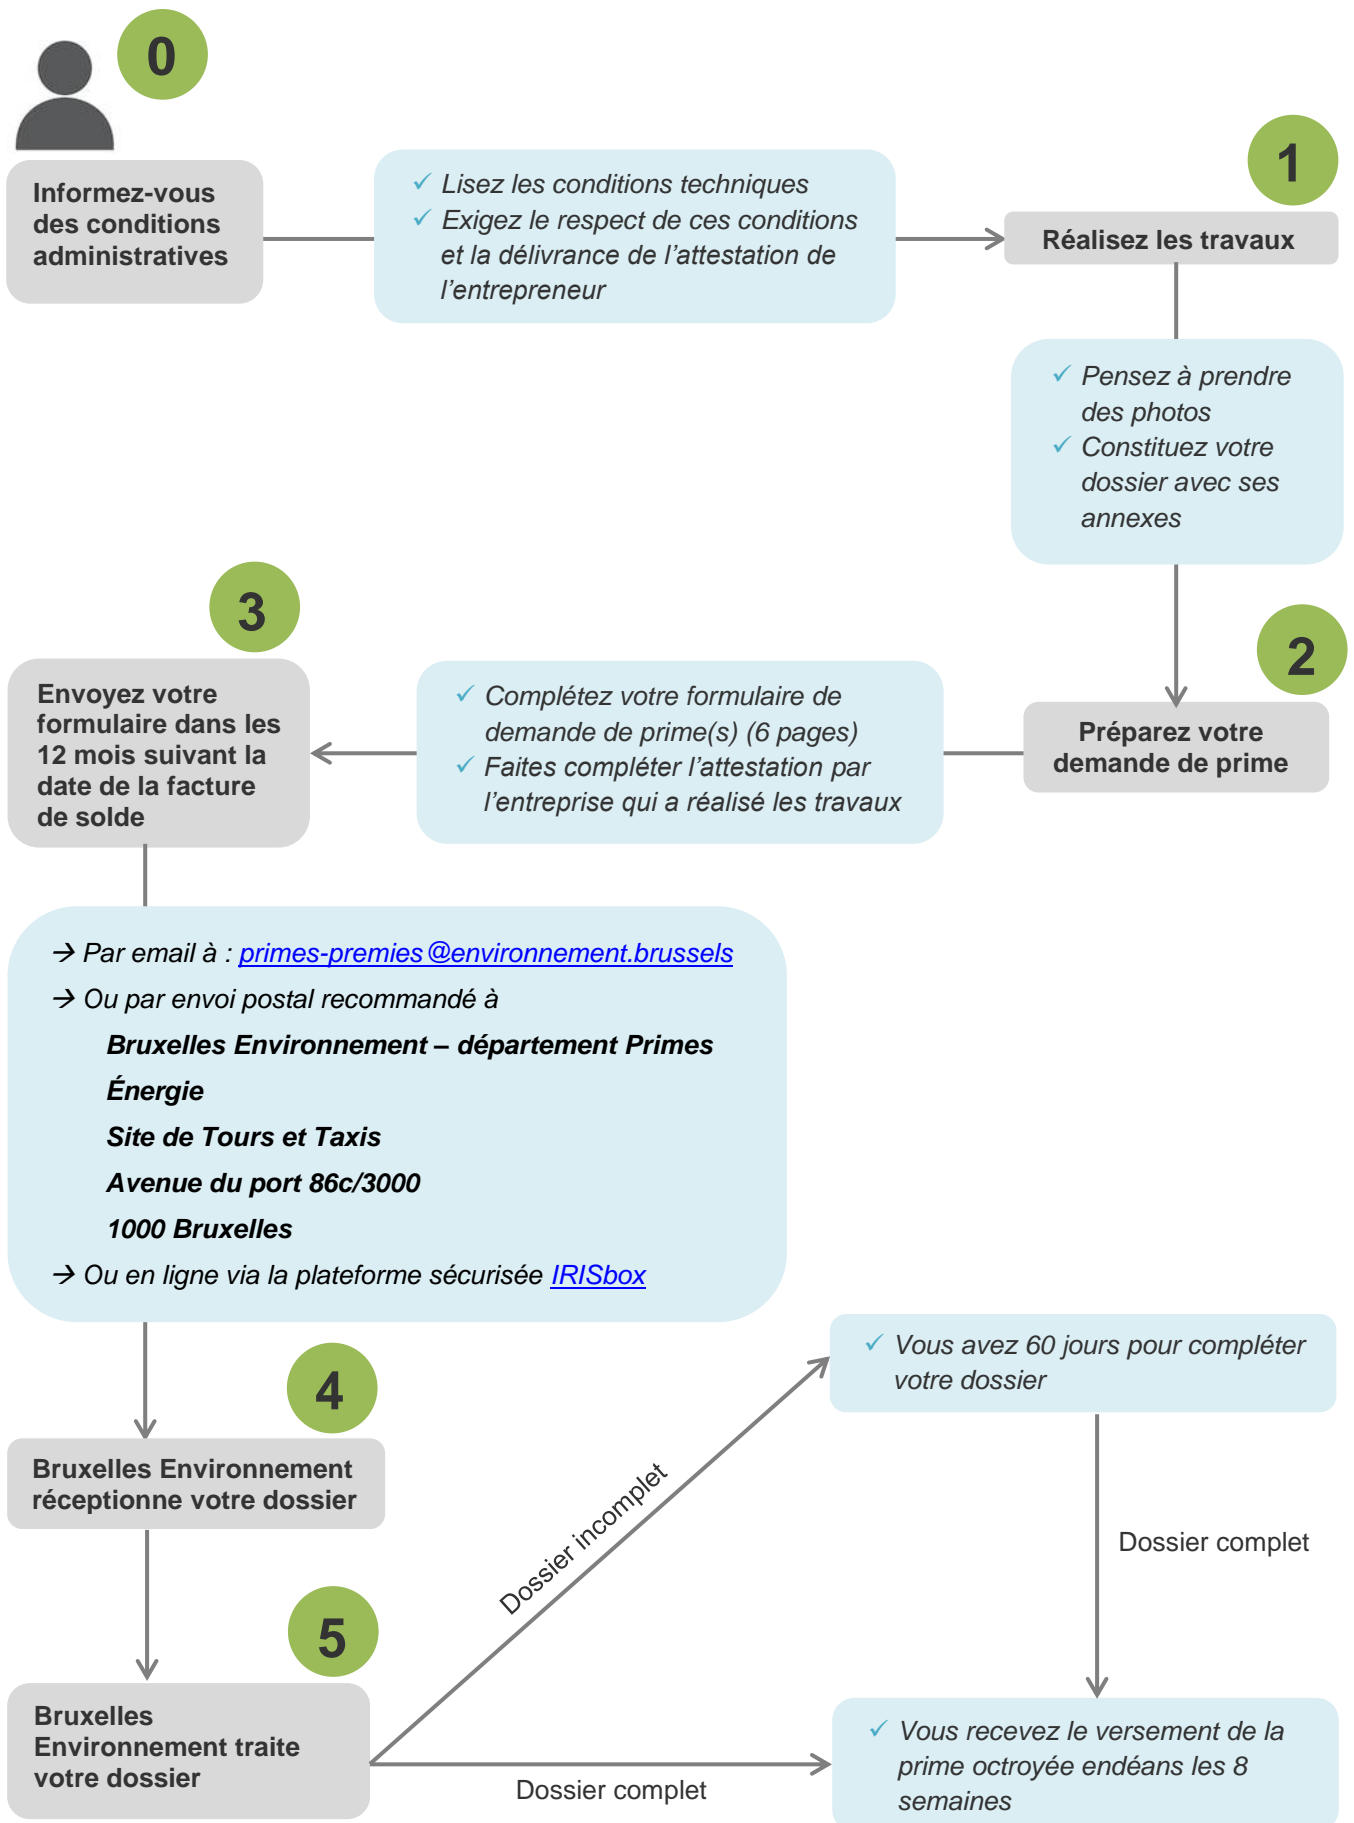 0
Informez-vous
des conditions
administratives
✓ Lisez les conditions techniques
✓ Exigez le respect de ces conditions
et la délivrance de l'attestation de
l'entrepreneur
1
Réalisez les travaux
✓ Pensez à prendre
des photos
✓ Constituez votre
dossier avec ses
annexes
2
Préparez votre
demande de prime
✓ Complétez votre formulaire de
demande de prime(s) (6 pages)
✓ Faites compléter l'attestation par
l'entreprise qui a réalisé les travaux
3
Envoyez votre
formulaire dans les
12 mois suivant la
date de la facture
de solde
→ Par email à : primes-premies@environnement.brussels
→ Ou par envoi postal recommandé à
Bruxelles Environnement – département Primes
Énergie
Site de Tours et Taxis
Avenue du port 86c/3000
1000 Bruxelles
→ Ou en ligne via la plateforme sécurisée IRISbox
4
Bruxelles Environnement
réceptionne votre dossier
5
Bruxelles
Environnement traite
votre dossier
Dossier incomplet
✓ Vous avez 60 jours pour compléter
votre dossier
Dossier complet
Dossier complet
✓ Vous recevez le versement de la
prime octroyée endéans les 8
semaines